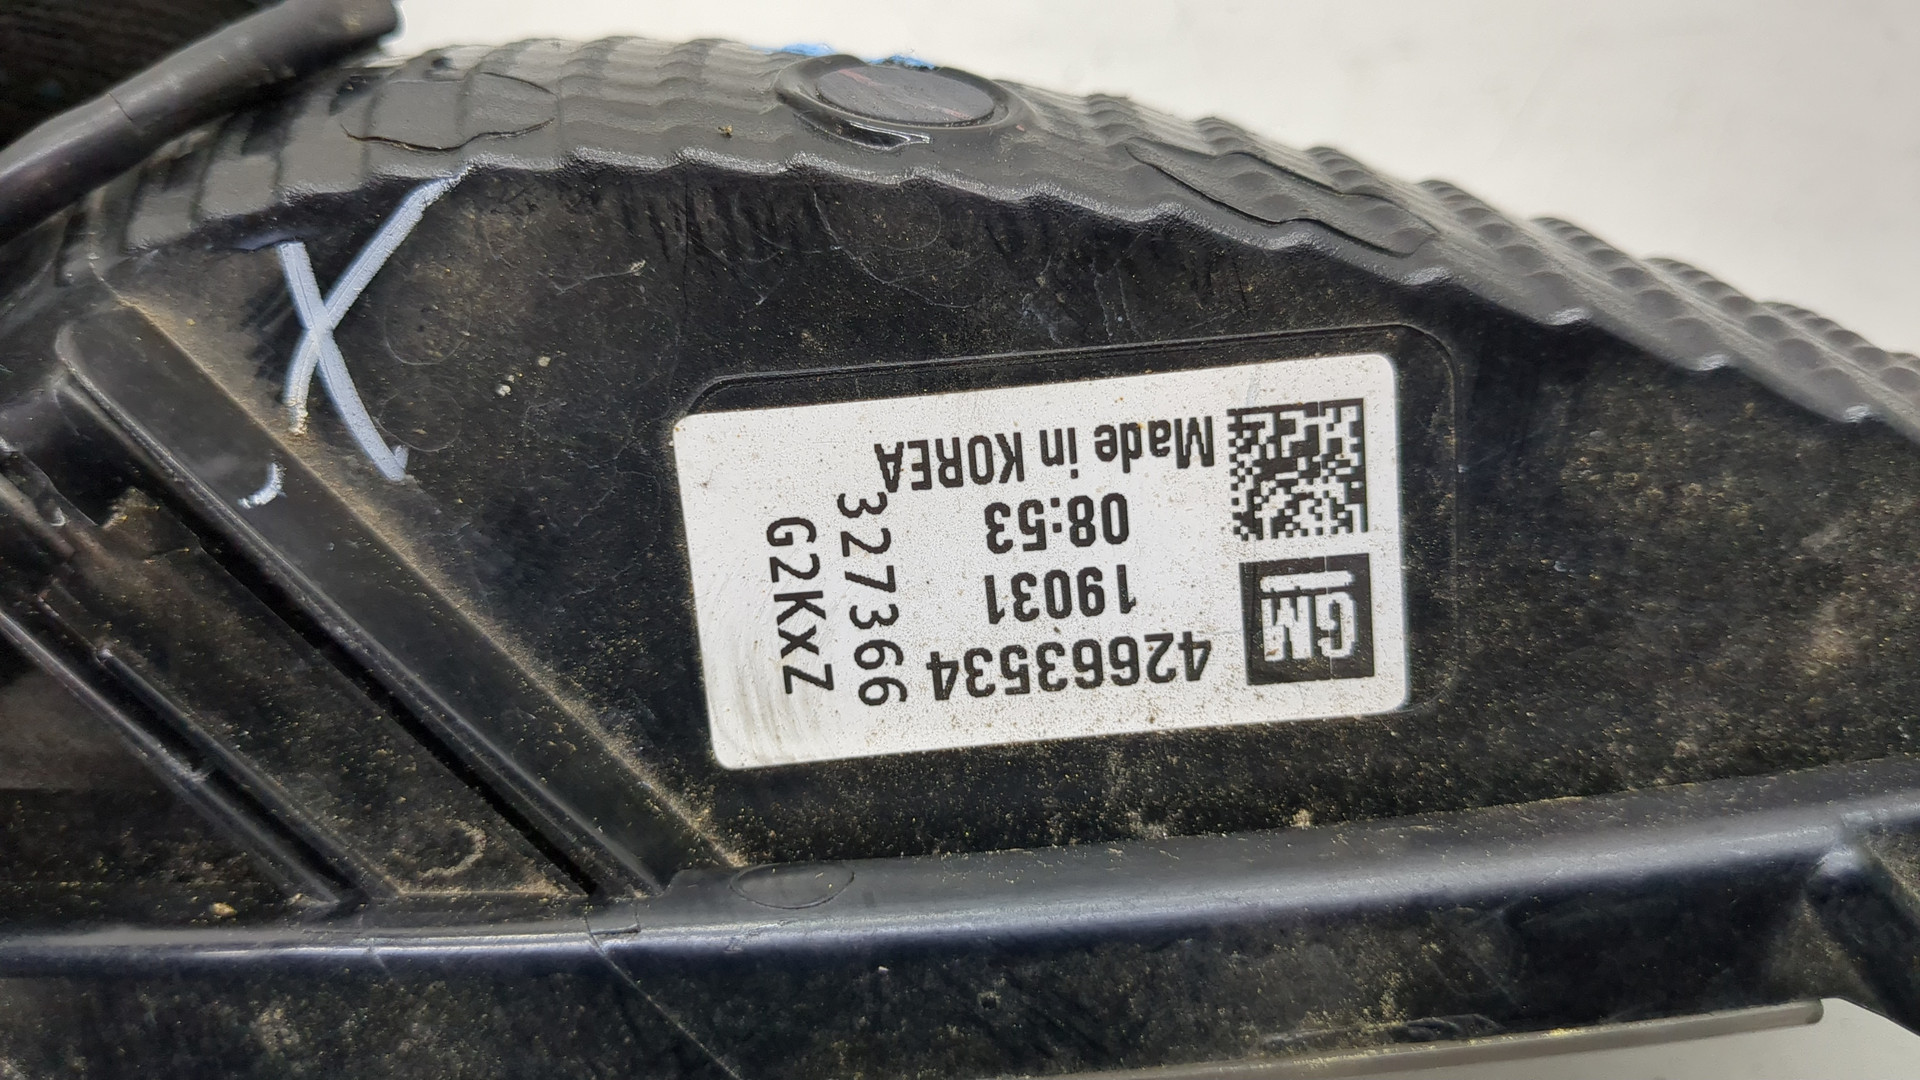 GM
42663534
19031
08:53
Made in KOREA
327366
G2KxZ
X